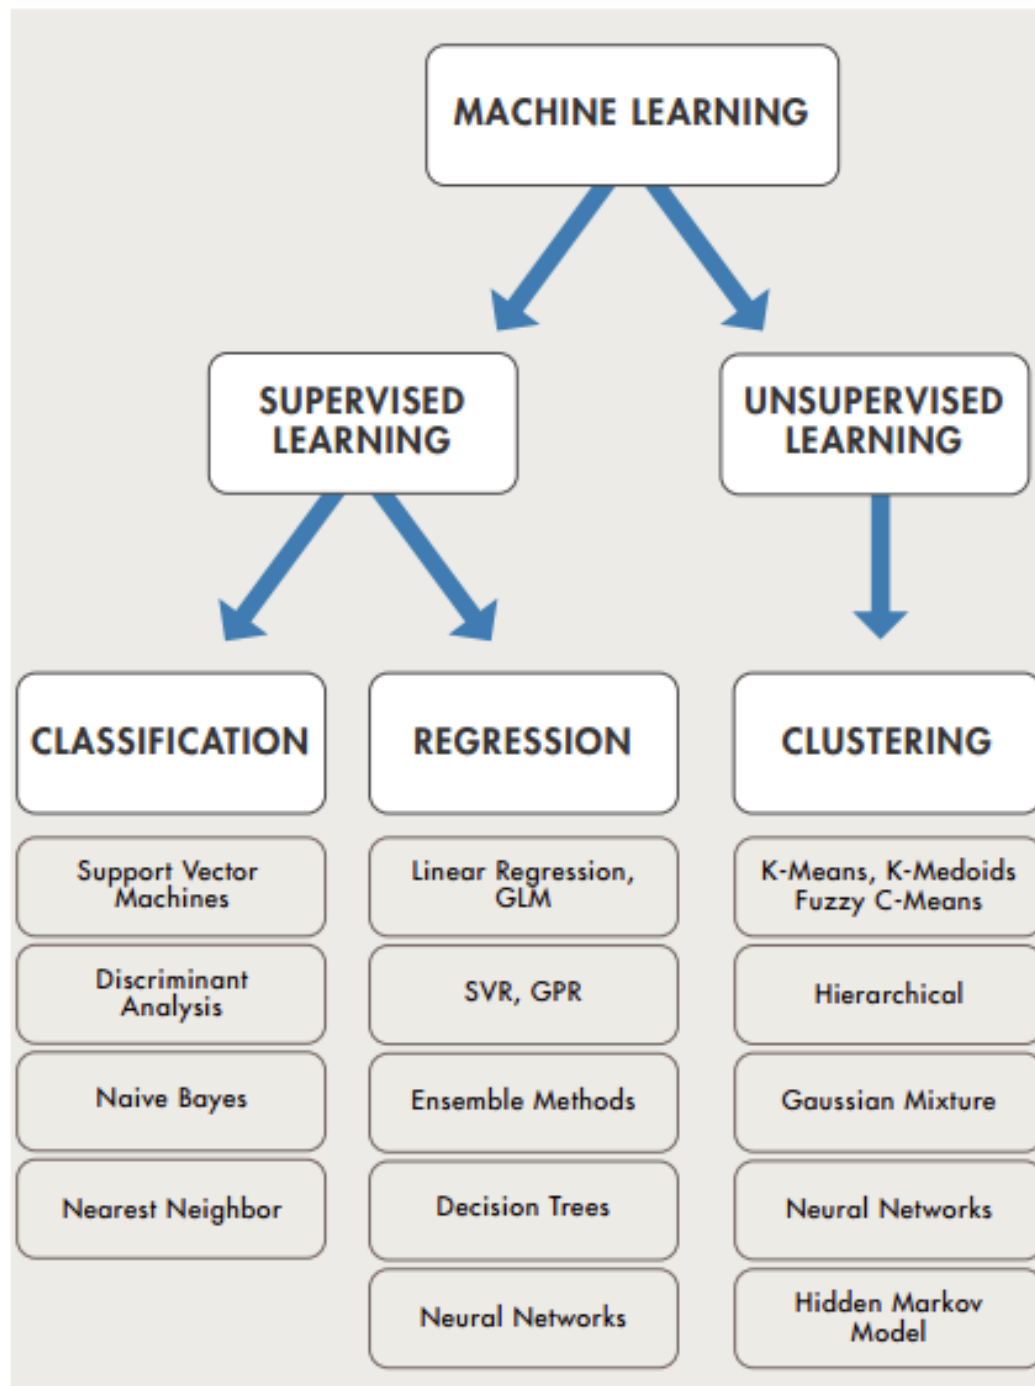 MACHINE LEARNING
SUPERVISED
LEARNING
UNSUPERVISED
LEARNING
CLASSIFICATION
Support Vector
Machines
Discriminant
Analysis
Naive Bayes
Nearest Neighbor
REGRESSION
Linear Regression,
GLM
SVR, GPR
Ensemble Methods
Decision Trees
Neural Networks
CLUSTERING
K-Means, K-Medoids
Fuzzy C-Means
Hierarchical
Gaussian Mixture
Neural Networks
Hidden Markov
Model